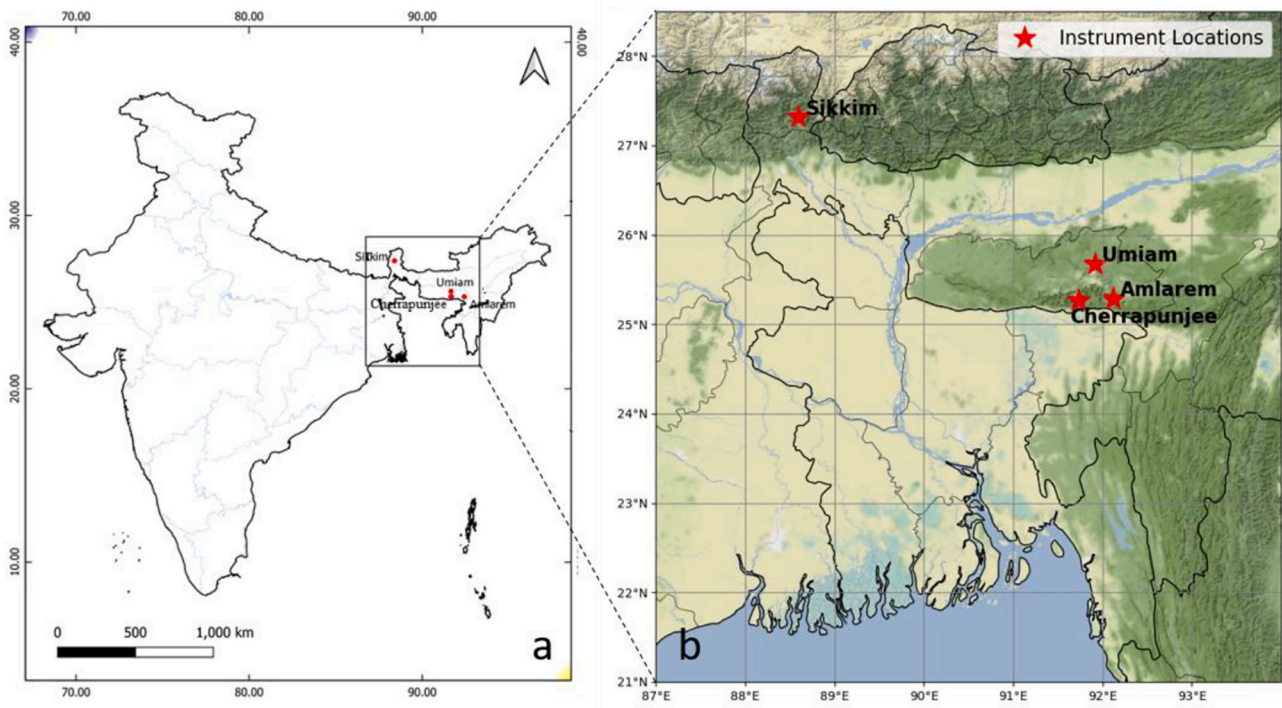 70.00
80.00
90.00
40.00
40.00
30.00
20.00
10.00
Sikkim
Umiam
Cherrapunjee
Amlarem
0 500 1,000 km
a
70.00
80.00
90.00
Instrument Locations
28°N
Sikkim
27°N
26°N
Umiam
Amlarem
25°N
Cherrapunjee
24°N
23°N
22°N
b
21°N
87°E
88°E
89°E
90°E
91°E
92°E
93°E